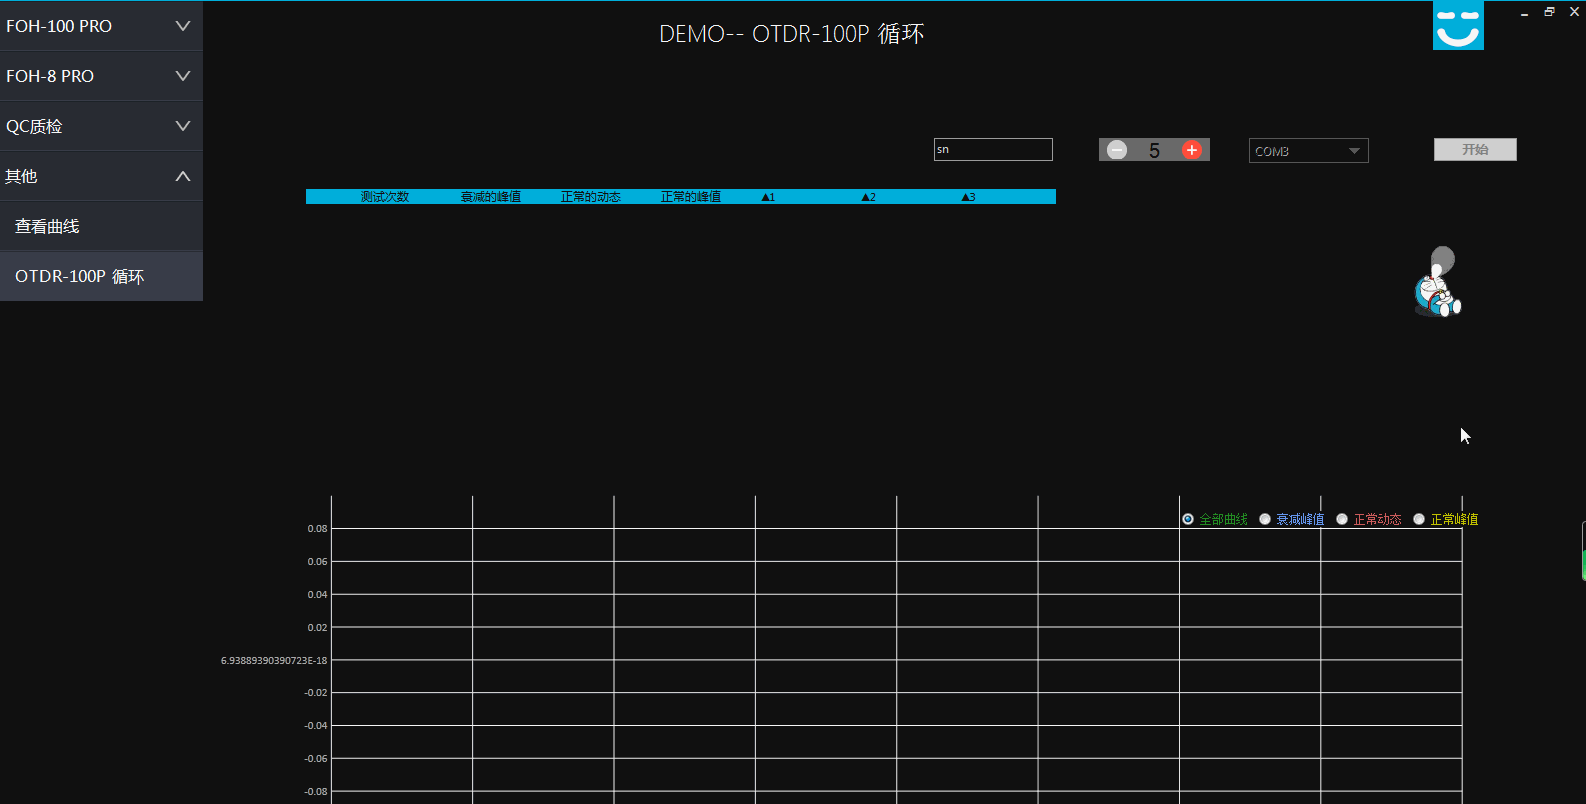 FOH-100 PRO
FOH-8 PRO
QC质检
其他
查看曲线
OTDR-100P 循环
DEMO-- OTDR-100P 循环
sn
5
COM3
开始
测试次数 衰减的峰值 正常的动态 正常的峰值 ▲1 ▲2 ▲3
全部曲线 衰减峰值 正常动态 正常峰值
0.08
0.06
0.04
0.02
6.93889390390723E-18
-0.02
-0.04
-0.06
-0.08